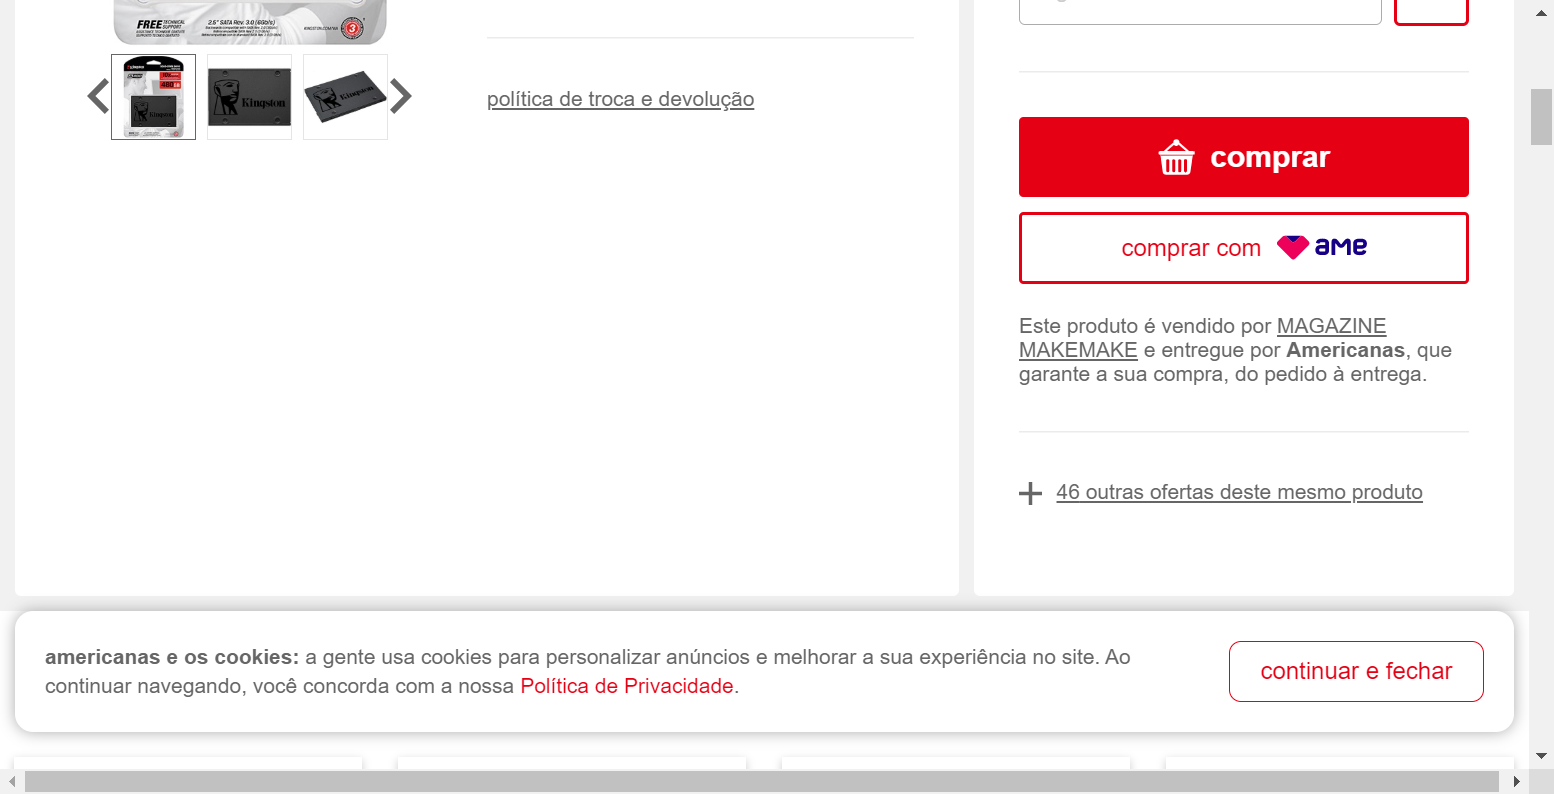 FREE TECHNICAL SUPPORT
2.5" SATA Rev. 3.0 (6Gb/s)
3
Kingston
Kingston
Kingston
política de troca e devolução
comprar
comprar com ame
Este produto é vendido por MAGAZINE
MAKEMAKE e entregue por Americanas, que
garante a sua compra, do pedido à entrega.
46 outras ofertas deste mesmo produto
americanas e os cookies: a gente usa cookies para personalizar anúncios e melhorar a sua experiência no site. Ao
continuar navegando, você concorda com a nossa Política de Privacidade.
continuar e fechar